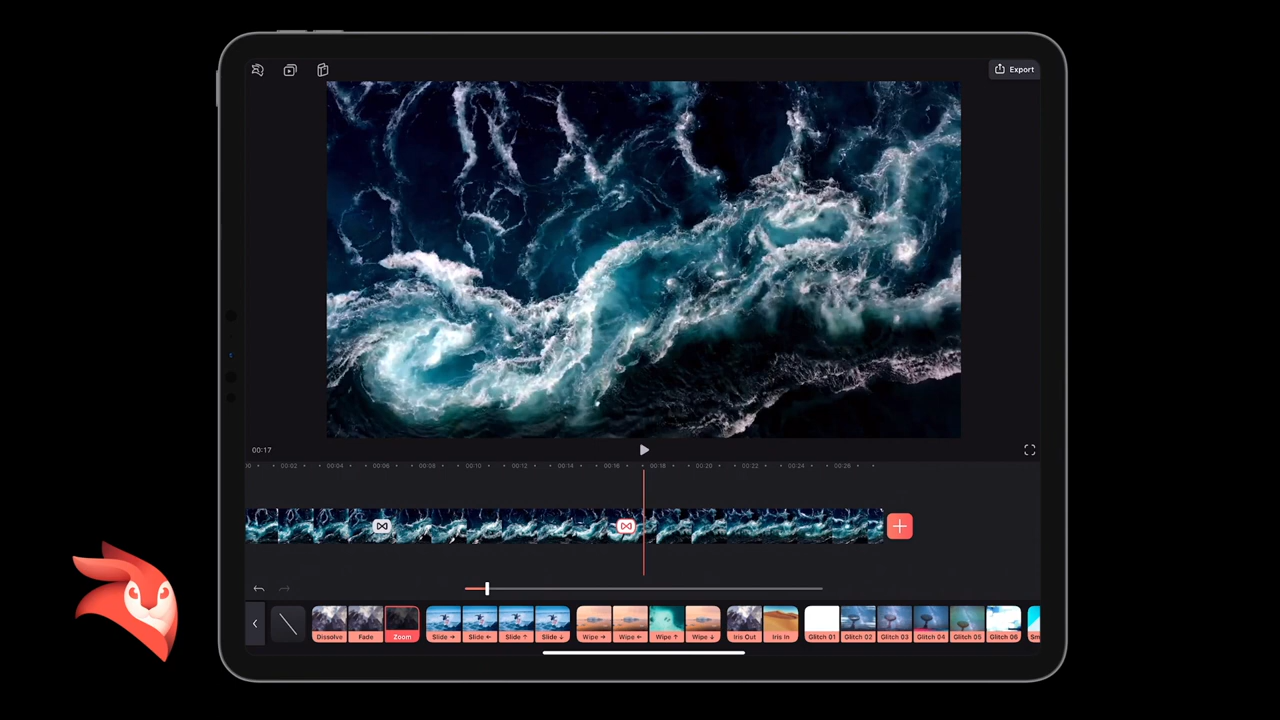 Export
00:17
00:02 00:04 00:06 00:08 00:10 00:12 00:14 00:16 00:18 00:20 00:22 00:24 00:26
Dissolve Fade Zoom Slide → Slide ← Slide ↑ Slide ↓ Wipe → Wipe ← Wipe ↑ Wipe ↓ Iris Out Iris In Glitch 01 Glitch 02 Glitch 03 Glitch 04 Glitch 05 Glitch 06 Sm